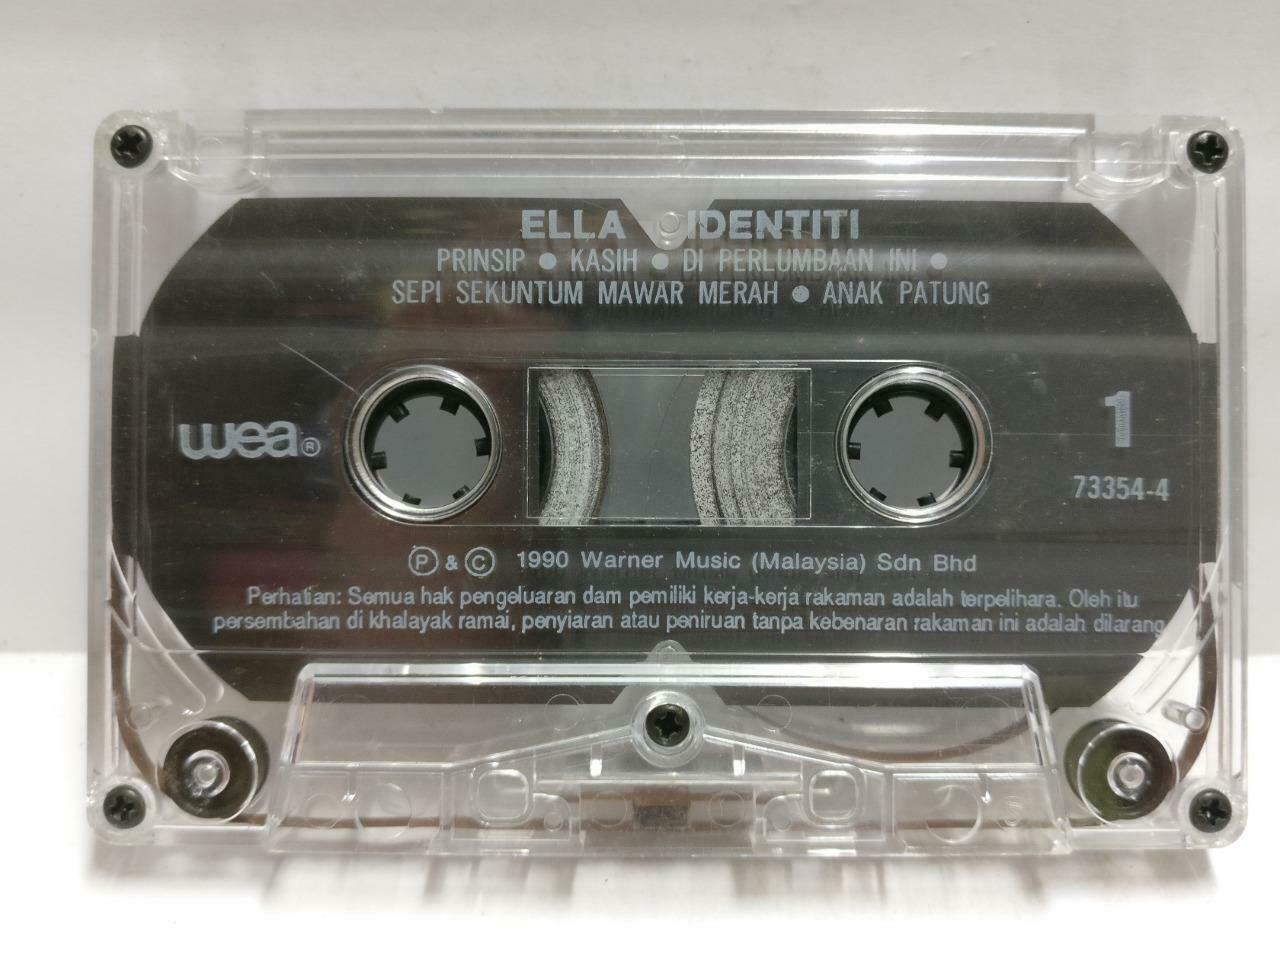 ELLA IDENTITI
PRINSIP ● KASIH ● DI PERLUMBAAN INI ●
SEPI SEKUNTUM MAWAR MERAH ● ANAK PATUNG
wea®
1
73354-4
Ⓟ & © 1990 Warner Music (Malaysia) Sdn Bhd
Perhatian: Semua hak pengeluaran dam pemiliki kerja-kerja rakaman adalah terpelihara. Oleh itu
persembahan di khalayak ramai, penyiaran atau peniruan tanpa kebenaran rakaman ini adalah dilarang